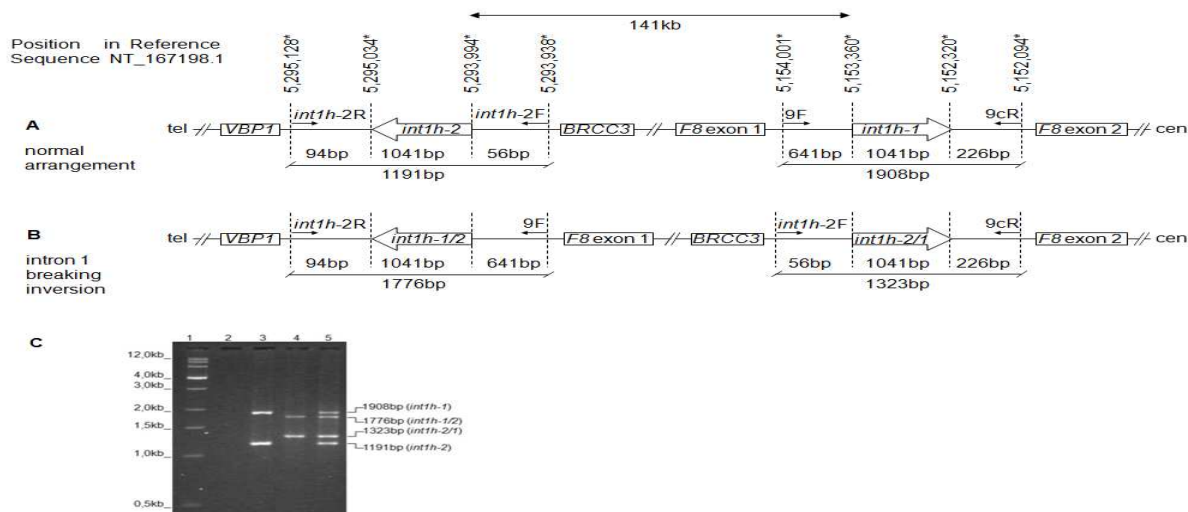 141kb
Position in Reference
Sequence NT_167198.1
5,295,128* 5,295,034* 5,293,994* 5,293,938* 5,154,001* 5,153,360* 5,152,320* 5,152,094*
int1h-2R int1h-2F 9F 9cR
A tel VBP1 int1h-2 BRCC3 F8 exon 1 int1h-1 F8 exon 2 cen
normal
arrangement
94bp 1041bp 56bp 641bp 1041bp 226bp
1191bp 1908bp
int1h-2R 9F int1h-2F 9cR
B tel VBP1 int1h-1/2 F8 exon 1 BRCC3 int1h-2/1 F8 exon 2 cen
intron 1
breaking
inversion
94bp 1041bp 641bp 56bp 1041bp 226bp
1776bp 1323bp
C
1 2 3 4 5
12,0kb
4,0kb
3,0kb
2,0kb
1,5kb
1,0kb
0,5kb
1908bp (int1h-1)
1776bp (int1h-1/2)
1323bp (int1h-2/1)
1191bp (int1h-2)